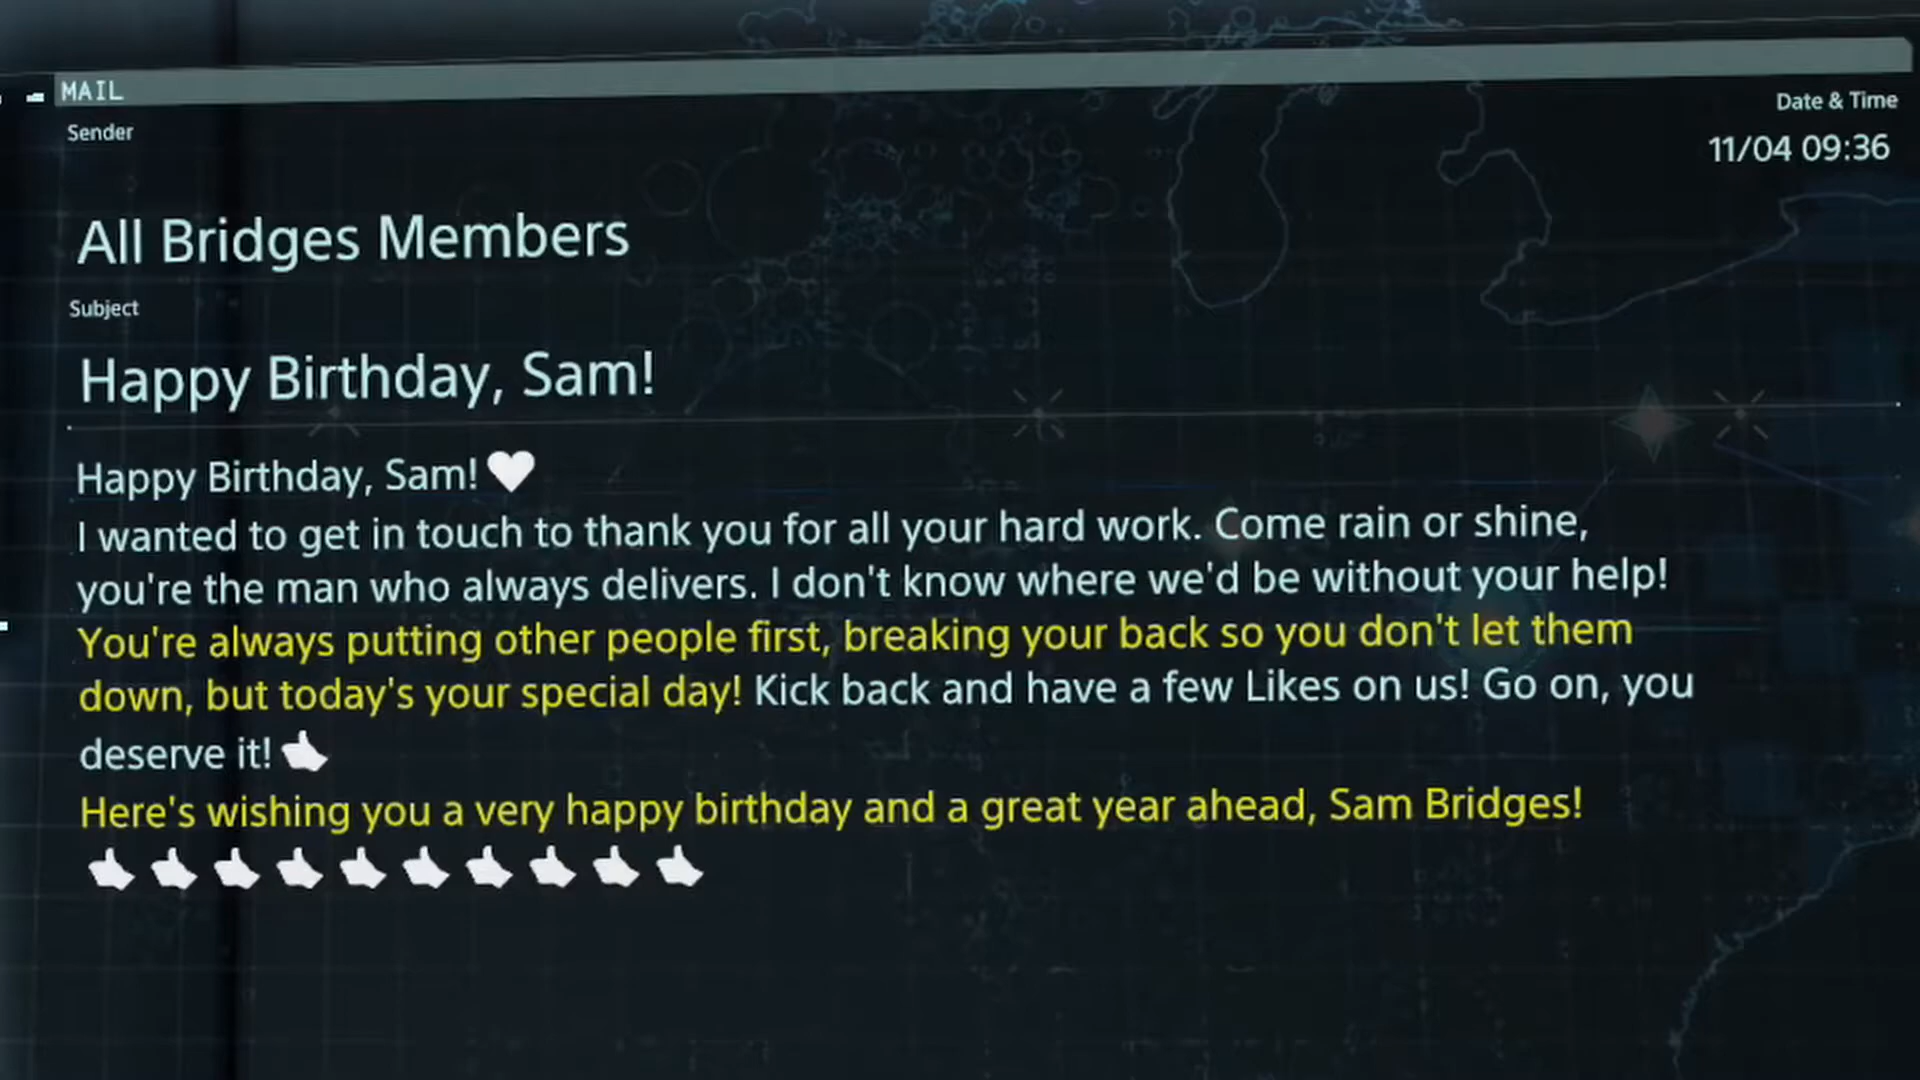 MAIL
Sender
Date & Time
11/04 09:36
All Bridges Members
Subject
Happy Birthday, Sam!
Happy Birthday, Sam!
I wanted to get in touch to thank you for all your hard work. Come rain or shine,
you're the man who always delivers. I don't know where we'd be without your help!
You're always putting other people first, breaking your back so you don't let them
down, but today's your special day! Kick back and have a few Likes on us! Go on, you
deserve it!
Here's wishing you a very happy birthday and a great year ahead, Sam Bridges!